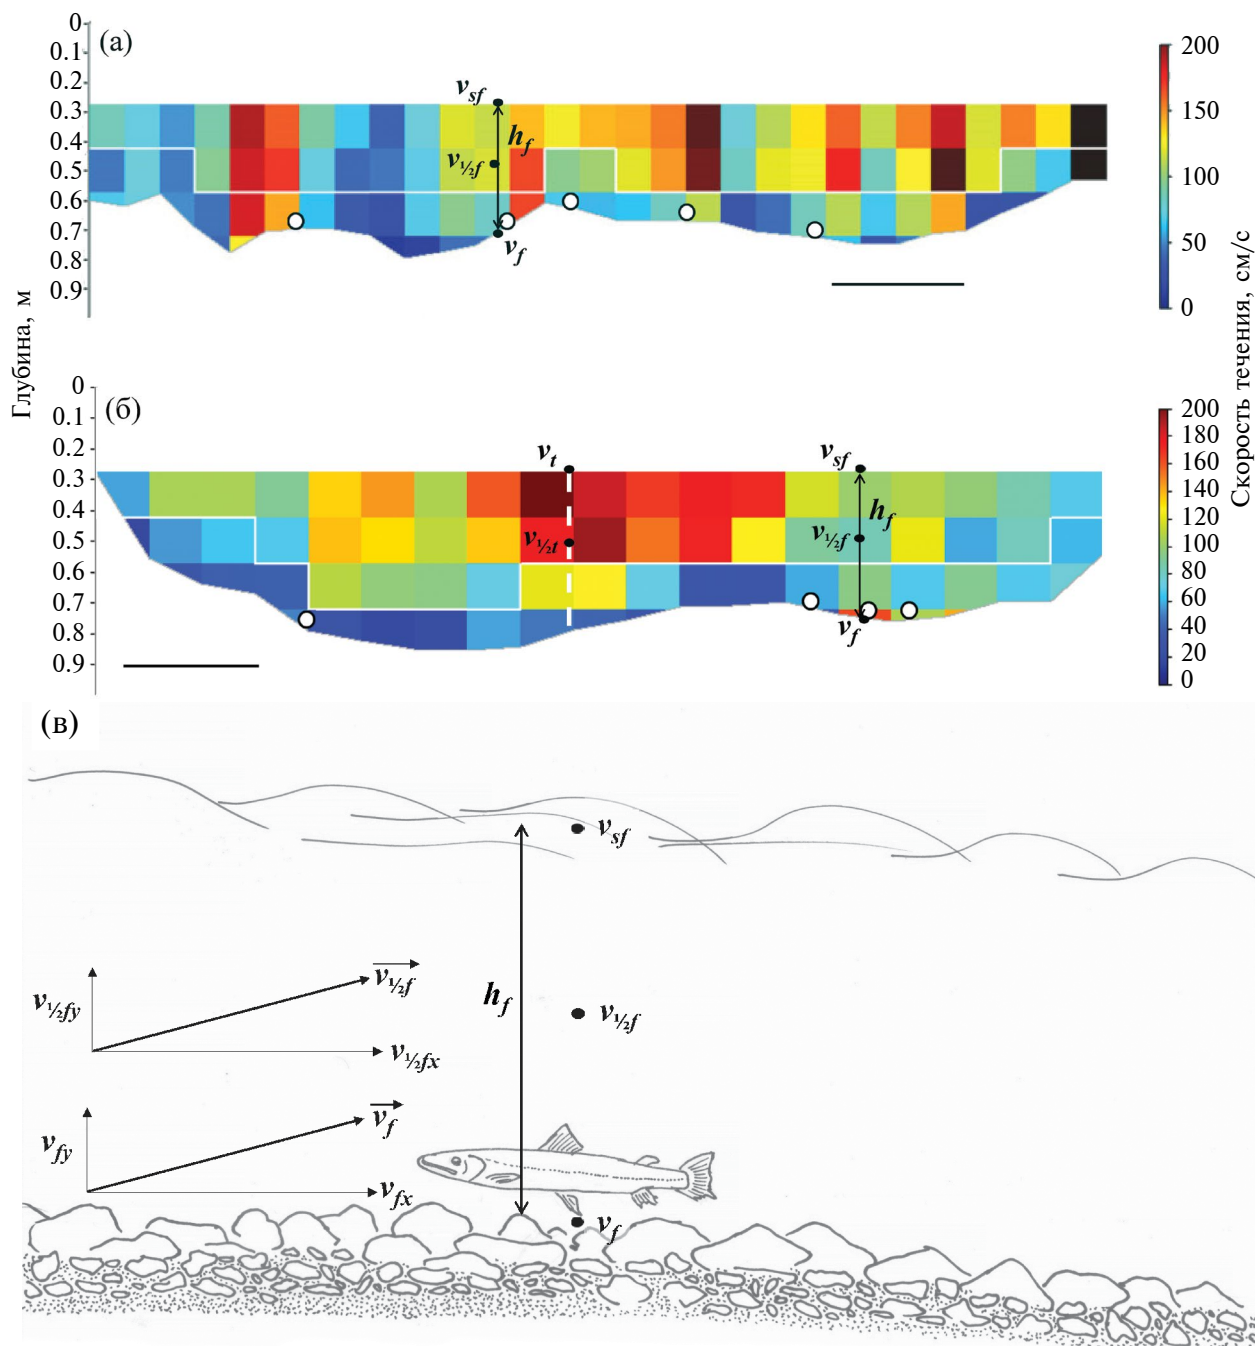 Глубина, м
Скорость течения, см/с
(а)
0
0.1
0.2
0.3
0.4
0.5
0.6
0.7
0.8
0.9
v_sf
h_f
v_½f
v_f
200
150
100
50
0
(б)
0
0.1
0.2
0.3
0.4
0.5
0.6
0.7
0.8
0.9
v_t
v_½t
v_sf
h_f
v_½f
v_f
200
180
160
140
120
100
80
60
40
20
0
(в)
v_sf
h_f
v_½f
v_½fy
v_½f
v_½fx
v_fy
v_f
v_fx
v_f